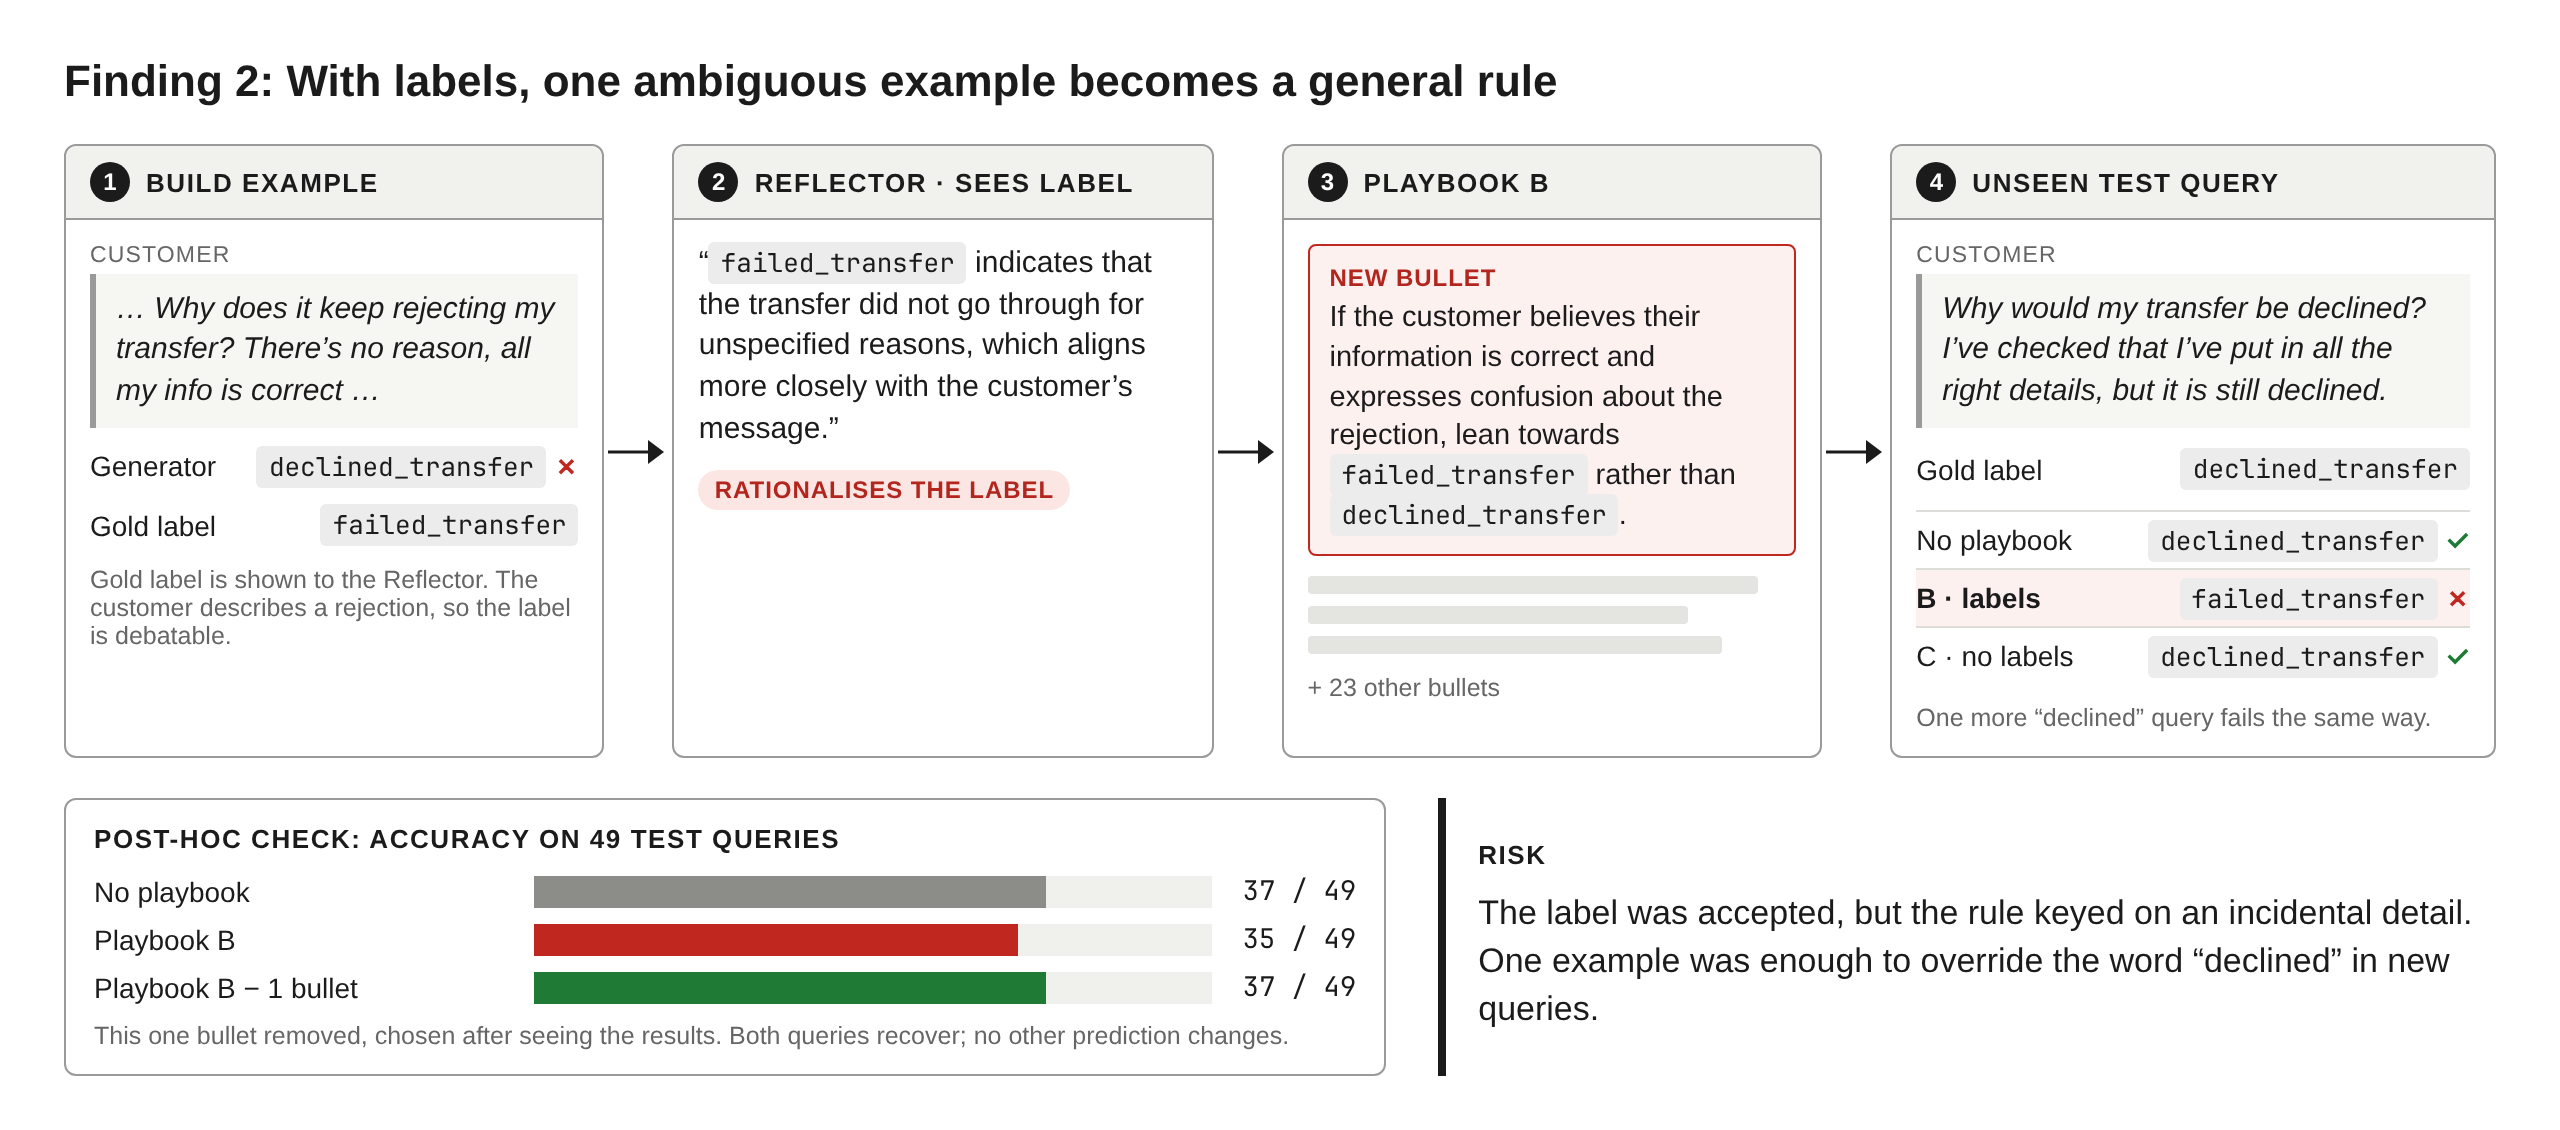 Finding 2: With labels, one ambiguous example becomes a general rule
1 BUILD EXAMPLE
CUSTOMER
… Why does it keep rejecting my
transfer? There’s no reason, all
my info is correct …
Generator declined_transfer ×
Gold label failed_transfer
Gold label is shown to the Reflector. The
customer describes a rejection, so the label
is debatable.
2 REFLECTOR · SEES LABEL
“failed_transfer indicates that
the transfer did not go through for
unspecified reasons, which aligns
more closely with the customer’s
message.”
RATIONALISES THE LABEL
3 PLAYBOOK B
NEW BULLET
If the customer believes their
information is correct and
expresses confusion about the
rejection, lean towards
failed_transfer rather than
declined_transfer.
+ 23 other bullets
4 UNSEEN TEST QUERY
CUSTOMER
Why would my transfer be declined?
I’ve checked that I’ve put in all the
right details, but it is still declined.
Gold label declined_transfer
No playbook declined_transfer ✓
B · labels failed_transfer ×
C · no labels declined_transfer ✓
One more “declined” query fails the same way.
POST-HOC CHECK: ACCURACY ON 49 TEST QUERIES
No playbook 37 / 49
Playbook B 35 / 49
Playbook B − 1 bullet 37 / 49
This one bullet removed, chosen after seeing the results. Both queries recover; no other prediction changes.
RISK
The label was accepted, but the rule keyed on an incidental detail.
One example was enough to override the word “declined” in new
queries.